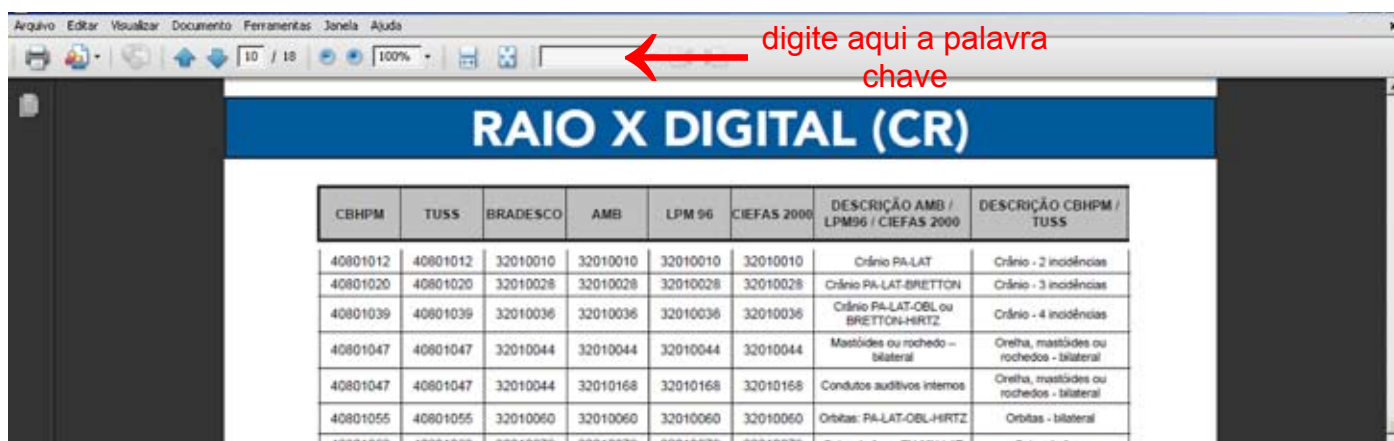 Arquivo Editar Visualizar Documento Ferramentas Janela Ajuda
10 / 18 100%
digite aqui a palavra
chave
RAIO X DIGITAL (CR)
CBHPM TUSS BRADESCO AMB LPM 96 CIEFAS 2000 DESCRIÇÃO AMB / LPM96 / CIEFAS 2000 DESCRIÇÃO CBHPM / TUSS
40801012 40801012 32010010 32010010 32010010 32010010 Crânio PA-LAT Crânio - 2 incidências
40801020 40801020 32010028 32010028 32010028 32010028 Crânio PA-LAT-BRETTON Crânio - 3 incidências
40801039 40801039 32010036 32010036 32010036 32010036 Crânio PA-LAT-OBL ou BRETTON-HIRTZ Crânio - 4 incidências
40801047 40801047 32010044 32010044 32010044 32010044 Mastóides ou rochedo – bilateral Orelha, mastóides ou rochedos - bilateral
40801047 40801047 32010044 32010168 32010168 32010168 Condutos auditivos internos Orelha, mastóides ou rochedos - bilateral
40801055 40801055 32010060 32010060 32010060 32010060 Orbitas: PA-LAT-OBL-HIRTZ Orbitas - bilateral